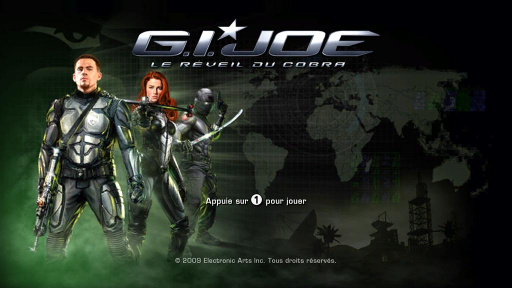 G.I. JOE
LE RÉVEIL DU COBRA
Appuie sur 1 pour jouer
© 2009 Electronic Arts Inc. Tous droits réservés.